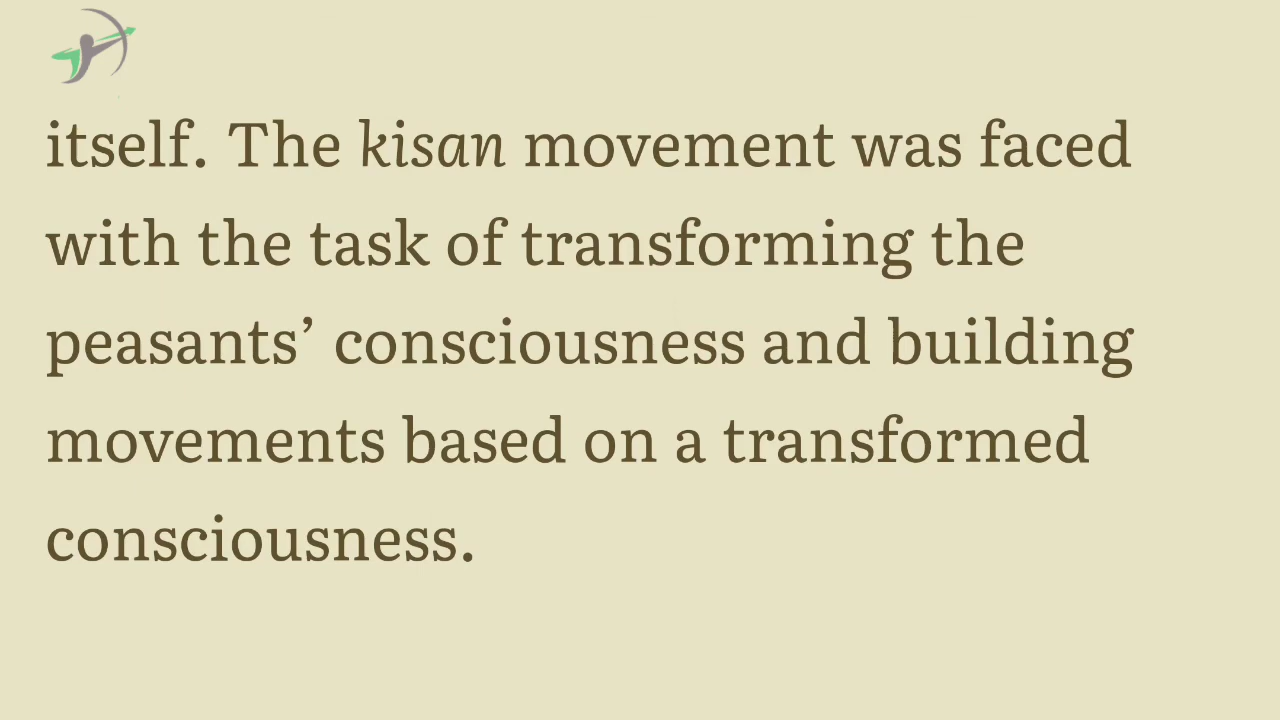 itself. The kisan movement was faced
with the task of transforming the
peasants’ consciousness and building
movements based on a transformed
consciousness.